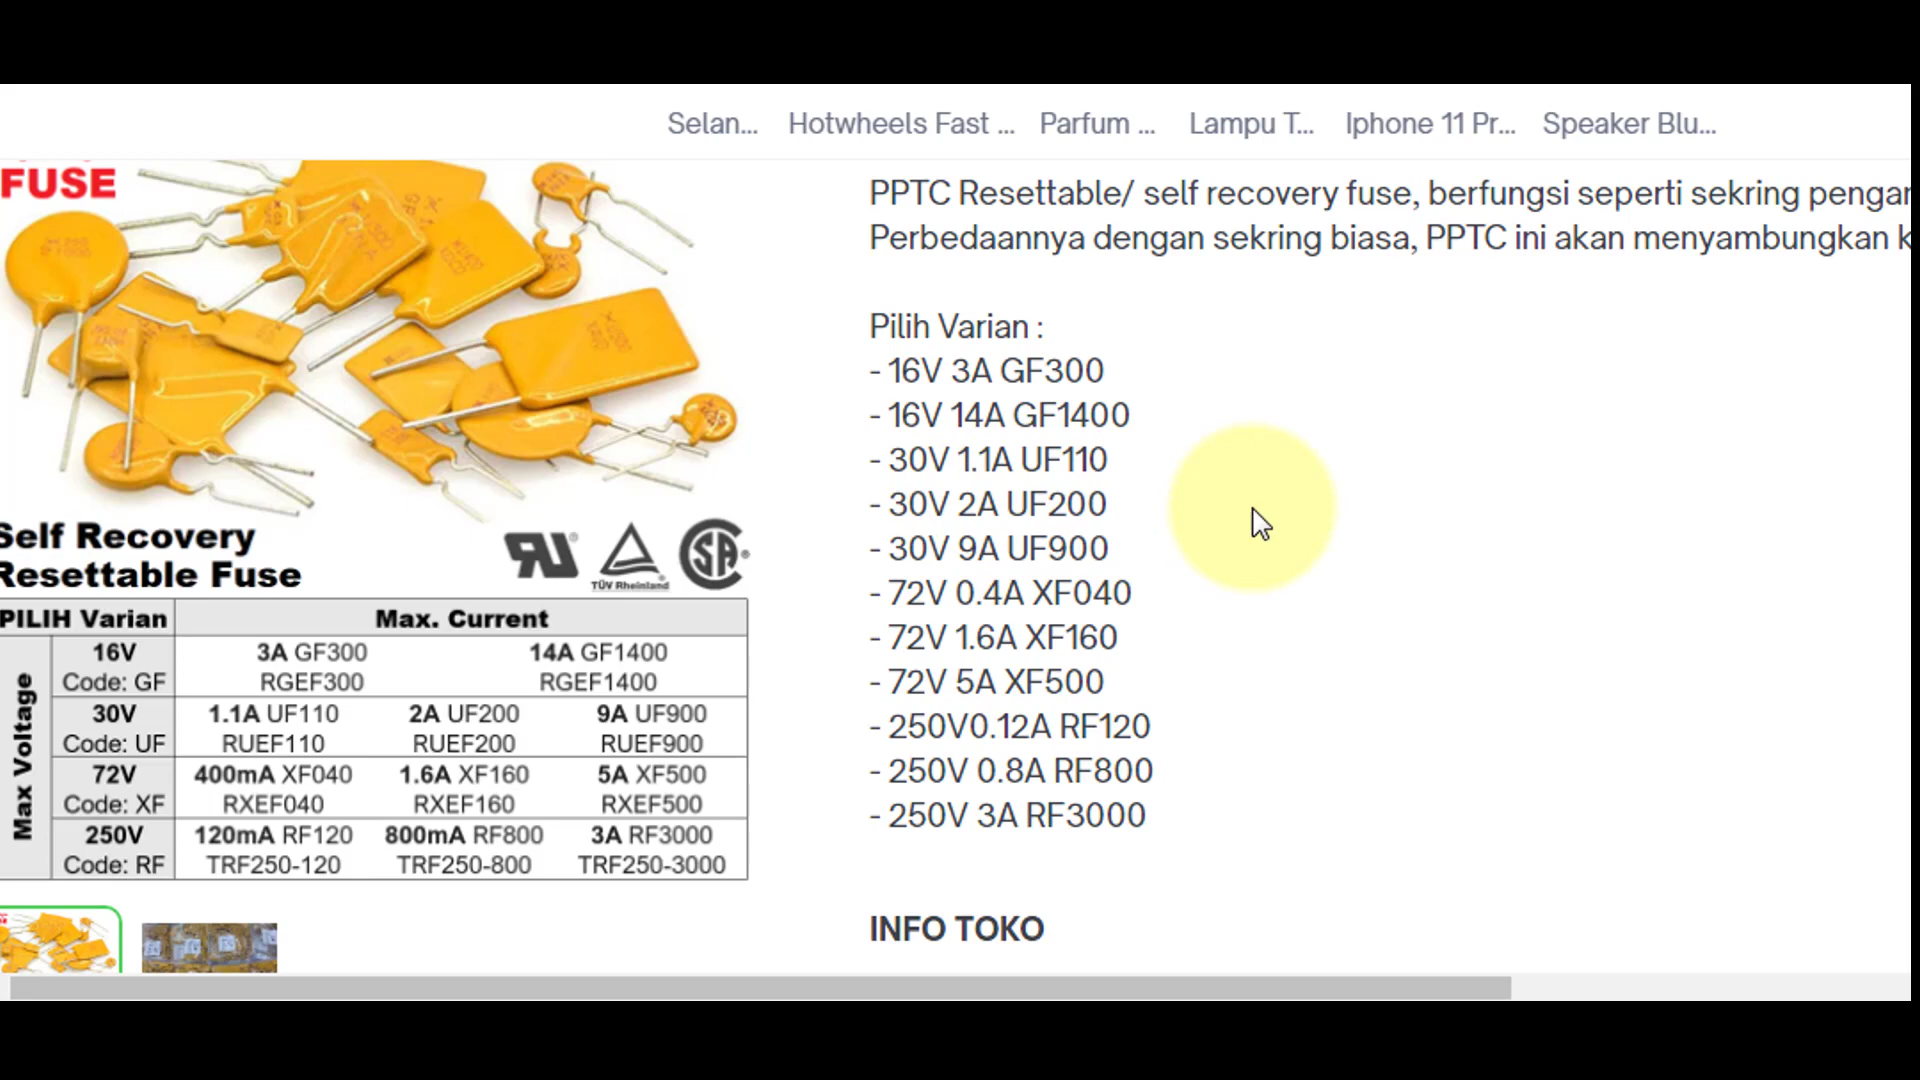 Selan... Hotwheels Fast ... Parfum ... Lampu T... Iphone 11 Pr... Speaker Blu...
FUSE
Self Recovery
Resettable Fuse
TÜV Rheinland
PILIH Varian Max. Current
Max Voltage
16V 3A GF300 14A GF1400
Code: GF RGEF300 RGEF1400
30V 1.1A UF110 2A UF200 9A UF900
Code: UF RUEF110 RUEF200 RUEF900
72V 400mA XF040 1.6A XF160 5A XF500
Code: XF RXEF040 RXEF160 RXEF500
250V 120mA RF120 800mA RF800 3A RF3000
Code: RF TRF250-120 TRF250-800 TRF250-3000
PPTC Resettable/ self recovery fuse, berfungsi seperti sekring pengar
Perbedaannya dengan sekring biasa, PPTC ini akan menyambungkan k
Pilih Varian :
- 16V 3A GF300
- 16V 14A GF1400
- 30V 1.1A UF110
- 30V 2A UF200
- 30V 9A UF900
- 72V 0.4A XF040
- 72V 1.6A XF160
- 72V 5A XF500
- 250V0.12A RF120
- 250V 0.8A RF800
- 250V 3A RF3000
INFO TOKO